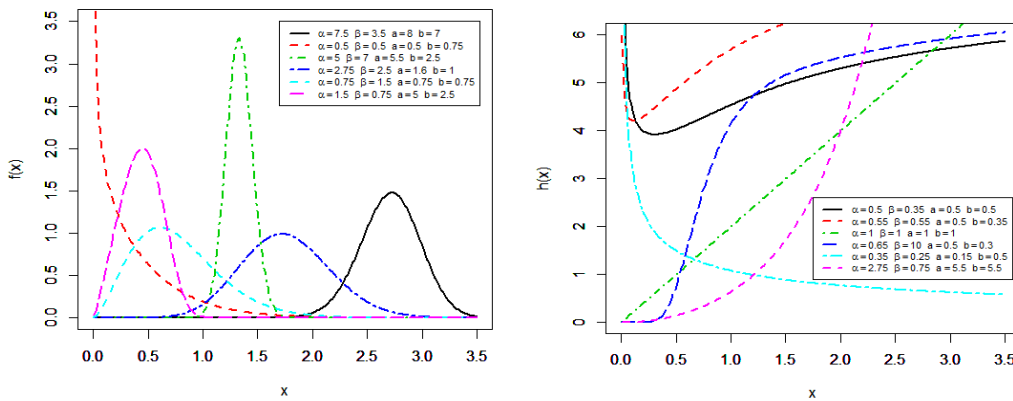 f(x)
3.5
3.0
2.5
2.0
1.5
1.0
0.5
0.0
α = 7.5 β = 3.5 a = 8 b = 7
α = 0.5 β = 0.5 a = 0.5 b = 0.75
α = 5 β = 7 a = 5.5 b = 2.5
α = 2.75 β = 2.5 a = 1.6 b = 1
α = 2.75 β = 1.5 a = 0.75 b = 0.75
α = 1.5 β = 0.75 a = 5 b = 2.5
0.0 0.5 1.0 1.5 2.0 2.5 3.0 3.5
x
h(x)
6
5
4
3
2
1
0
α = 0.5 β = 0.35 a = 0.5 b = 0.5
α = 0.55 β = 0.55 a = 0.5 b = 0.35
α = 1 β = 1 a = 1 b = 1
α = 0.65 β = 10 a = 0.5 b = 0.3
α = 0.35 β = 0.25 a = 0.15 b = 0.5
α = 2.75 β = 0.75 a = 5.5 b = 5.5
0.0 0.5 1.0 1.5 2.0 2.5 3.0 3.5
x